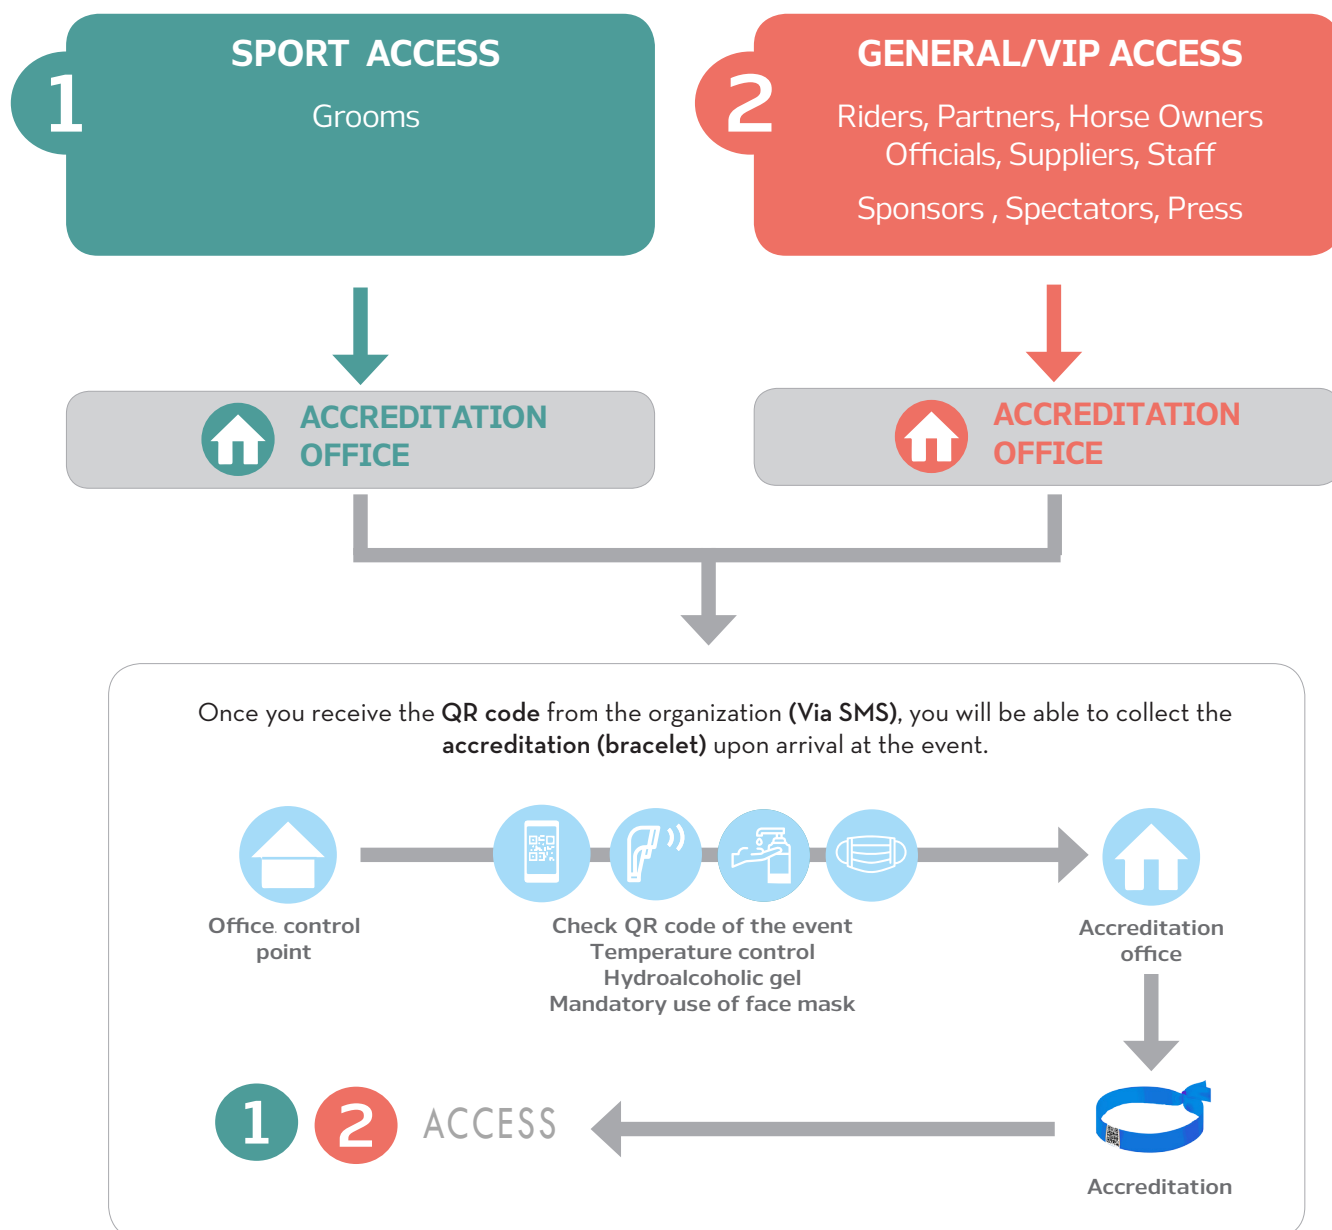 1
SPORT ACCESS
Grooms
2
GENERAL/VIP ACCESS
Riders, Partners, Horse Owners
Officials, Suppliers, Staff
Sponsors , Spectators, Press
ACCREDITATION
OFFICE
ACCREDITATION
OFFICE
Once you receive the QR code from the organization (Via SMS), you will be able to collect the
accreditation (bracelet) upon arrival at the event.
Office. control
point
Check QR code of the event
Temperature control
Hydroalcoholic gel
Mandatory use of face mask
Accreditation
office
1 2 ACCESS
Accreditation